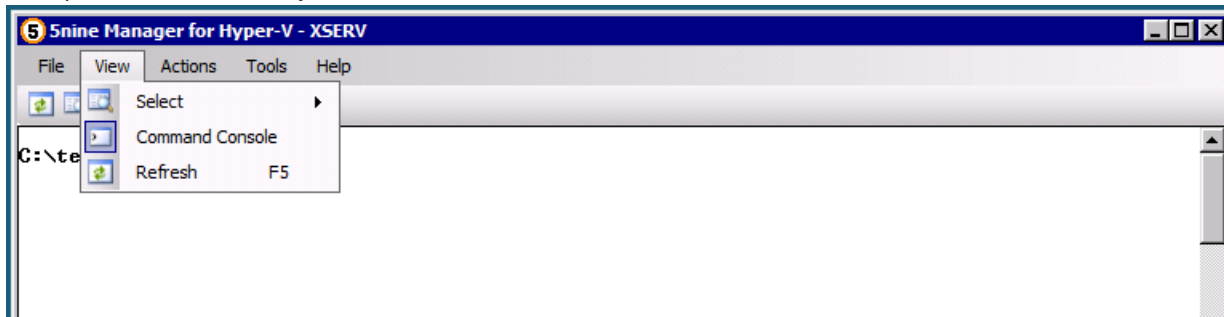 5nine Manager for Hyper-V - XSERV
File View Actions Tools Help
Select
Command Console
Refresh F5
C:\te